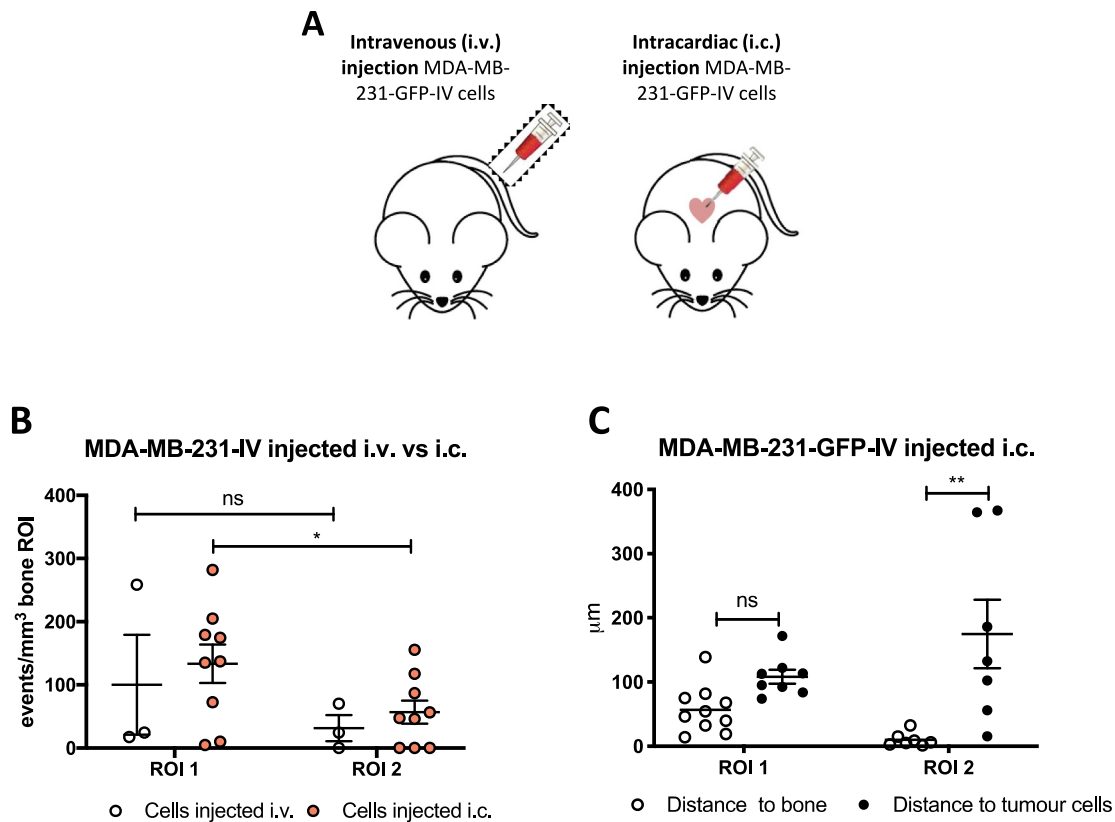 A
Intravenous (i.v.)
injection MDA-MB-
231-GFP-IV cells
Intracardiac (i.c.)
injection MDA-MB-
231-GFP-IV cells
B
MDA-MB-231-IV injected i.v. vs i.c.
events/mm³ bone ROI
400
300
200
100
0
ns
*
ROI 1
ROI 2
Cells injected i.v.
Cells injected i.c.
C
MDA-MB-231-GFP-IV injected i.c.
μm
400
300
200
100
0
ns
**
ROI 1
ROI 2
Distance to bone
Distance to tumour cells